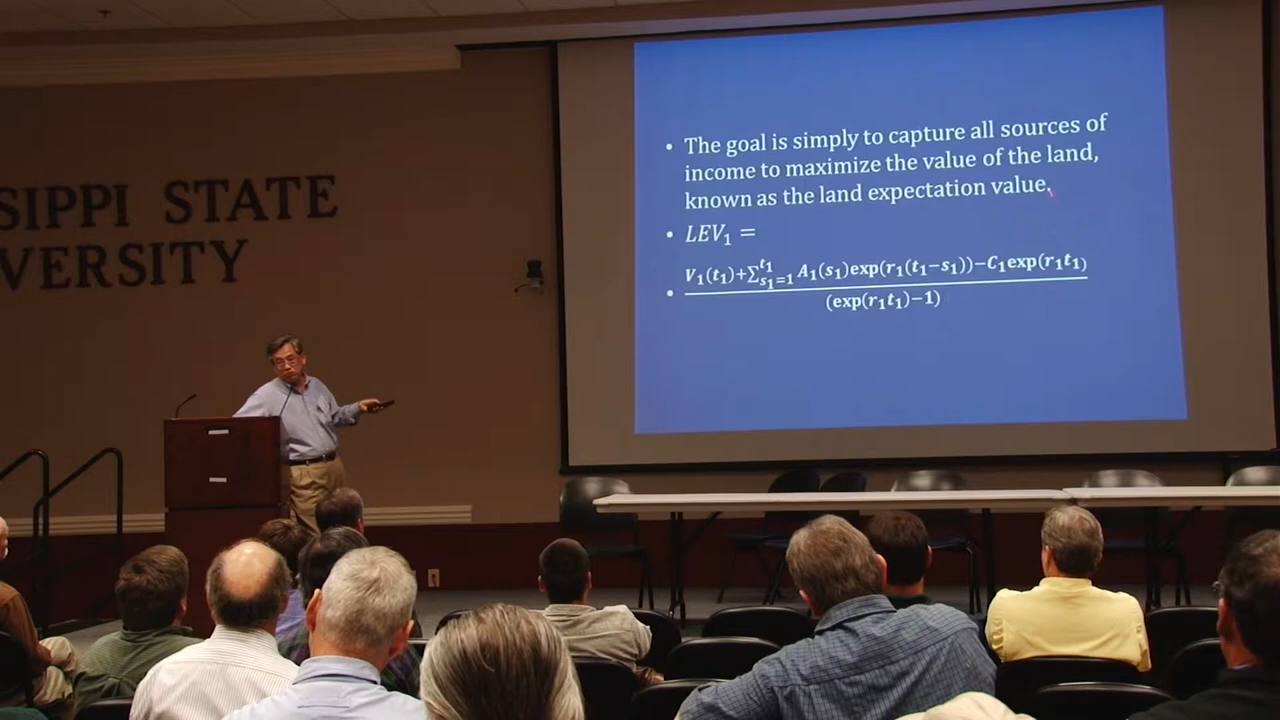 SIPPI STATE
VERSITY
• The goal is simply to capture all sources of
income to maximize the value of the land,
known as the land expectation value.
• LEV₁ =
• V₁(t₁)+∑ᵗ¹ₛ₁₌₁ A₁(s₁)exp(r₁(t₁−s₁))−C₁exp(r₁t₁)
(exp(r₁t₁)−1)